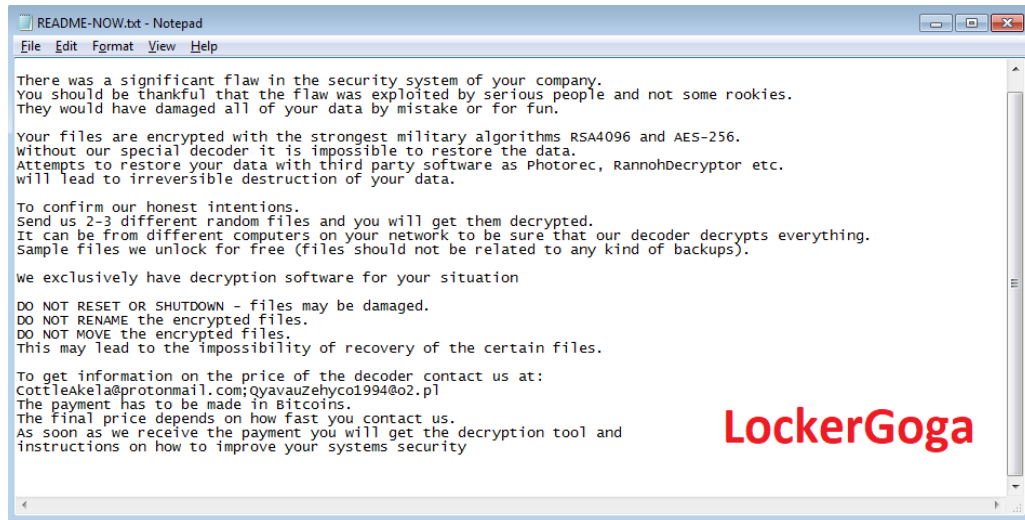 README-NOW.txt - Notepad
File Edit Format View Help
There was a significant flaw in the security system of your company.
You should be thankful that the flaw was exploited by serious people and not some rookies.
They would have damaged all of your data by mistake or for fun.
Your files are encrypted with the strongest military algorithms RSA4096 and AES-256.
Without our special decoder it is impossible to restore the data.
Attempts to restore your data with third party software as Photorec, RannohDecryptor etc.
will lead to irreversible destruction of your data.
To confirm our honest intentions.
Send us 2-3 different random files and you will get them decrypted.
It can be from different computers on your network to be sure that our decoder decrypts everything.
Sample files we unlock for free (files should not be related to any kind of backups).
We exclusively have decryption software for your situation
DO NOT RESET OR SHUTDOWN - files may be damaged.
DO NOT RENAME the encrypted files.
DO NOT MOVE the encrypted files.
This may lead to the impossibility of recovery of the certain files.
To get information on the price of the decoder contact us at:
CottleAkela@protonmail.com;QyavauZehyco1994@o2.pl
The payment has to be made in Bitcoins.
The final price depends on how fast you contact us.
As soon as we receive the payment you will get the decryption tool and
instructions on how to improve your systems security
LockerGoga